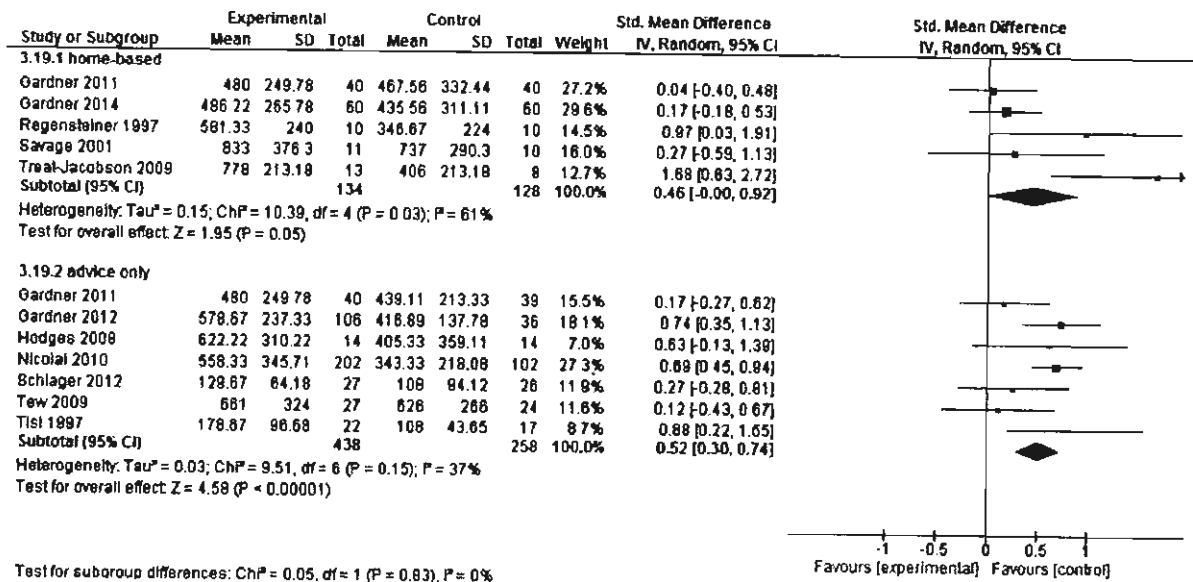 Experimental Control Std. Mean Difference Std. Mean Difference
Study or Subgroup Mean SD Total Mean SD Total Weight IV, Random, 95% CI IV, Random, 95% CI
3.19.1 home-based
Gardner 2011 480 249.78 40 467.56 332.44 40 27.2% 0.04 [-0.40, 0.48]
Gardner 2014 486.22 265.78 60 435.56 311.11 60 29.6% 0.17 [-0.18, 0.53]
Regensteiner 1997 581.33 240 10 346.67 224 10 14.5% 0.97 [0.03, 1.91]
Savage 2001 833 376.3 11 737 290.3 10 16.0% 0.27 [-0.59, 1.13]
Treat-Jacobson 2009 778 213.18 13 406 213.18 8 12.7% 1.68 [0.63, 2.72]
Subtotal (95% CI) 134 128 100.0% 0.46 [-0.00, 0.92]
Heterogeneity: Tau² = 0.15; Chi² = 10.39, df = 4 (P = 0.03); I² = 61%
Test for overall effect: Z = 1.95 (P = 0.05)
3.19.2 advice only
Gardner 2011 480 249.78 40 439.11 213.33 39 15.5% 0.17 [-0.27, 0.62]
Gardner 2012 578.67 237.33 106 416.89 137.78 36 18.1% 0.74 [0.35, 1.13]
Hodges 2008 622.22 310.22 14 405.33 359.11 14 7.0% 0.63 [-0.13, 1.39]
Nicolai 2010 558.33 345.71 202 343.33 218.08 102 27.3% 0.69 [0.45, 0.94]
Schlager 2012 129.67 64.18 27 108 94.12 26 11.9% 0.27 [-0.28, 0.81]
Tew 2009 661 324 27 626 266 24 11.6% 0.12 [-0.43, 0.67]
Tisi 1997 178.67 96.68 22 108 43.65 17 8.7% 0.88 [0.22, 1.55]
Subtotal (95% CI) 438 258 100.0% 0.52 [0.30, 0.74]
Heterogeneity: Tau² = 0.03; Chi² = 9.51, df = 6 (P = 0.15); I² = 37%
Test for overall effect: Z = 4.58 (P < 0.00001)
-1 -0.5 0 0.5 1
Favours [experimental] Favours [control]
Test for subgroup differences: Chi² = 0.05, df = 1 (P = 0.83), I² = 0%